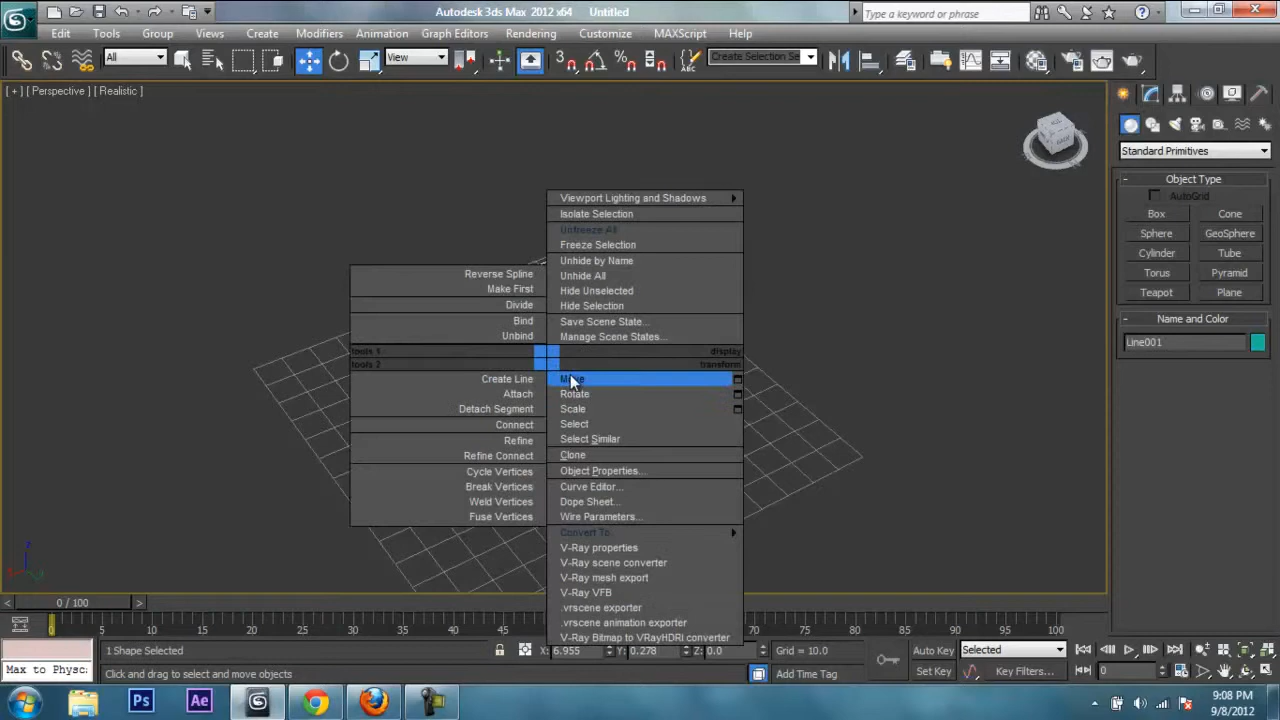 Autodesk 3ds Max 2012 x64 Untitled
Type a keyword or phrase
Edit Tools Group Views Create Modifiers Animation Graph Editors Rendering Customize MAXScript Help
All
View
3
Create Selection Se
[ + ] [ Perspective ] [ Realistic ]
Standard Primitives
- Object Type
AutoGrid
Box Cone
Sphere GeoSphere
Cylinder Tube
Torus Pyramid
Teapot Plane
- Name and Color
Line001
Viewport Lighting and Shadows
Isolate Selection
Unfreeze All
Freeze Selection
Unhide by Name
Unhide All
Hide Unselected
Hide Selection
Save Scene State...
Manage Scene States...
Reverse Spline
Make First
Divide
Bind
Unbind
tools 1 display
tools 2 transform
Create Line
Attach
Detach Segment
Connect
Refine
Refine Connect
Cycle Vertices
Break Vertices
Weld Vertices
Fuse Vertices
Move
Rotate
Scale
Select
Select Similar
Clone
Object Properties...
Curve Editor...
Dope Sheet...
Wire Parameters...
Convert To:
V-Ray properties
V-Ray scene converter
V-Ray mesh export
V-Ray VFB
.vrscene exporter
.vrscene animation exporter
V-Ray Bitmap to VRayHDRI converter
< 0 / 100 >
0 5 10 15 20 25 30 35 40 45 50 70 75 80 85 90 95 100
1 Shape Selected
X: 6.955 Y: 0.278 Z: 0.0 Grid = 10.0
Auto Key Selected
Max to Physc:
Click and drag to select and move objects
Add Time Tag
Set Key Key Filters... 0
Ps Ae
9:08 PM
9/8/2012